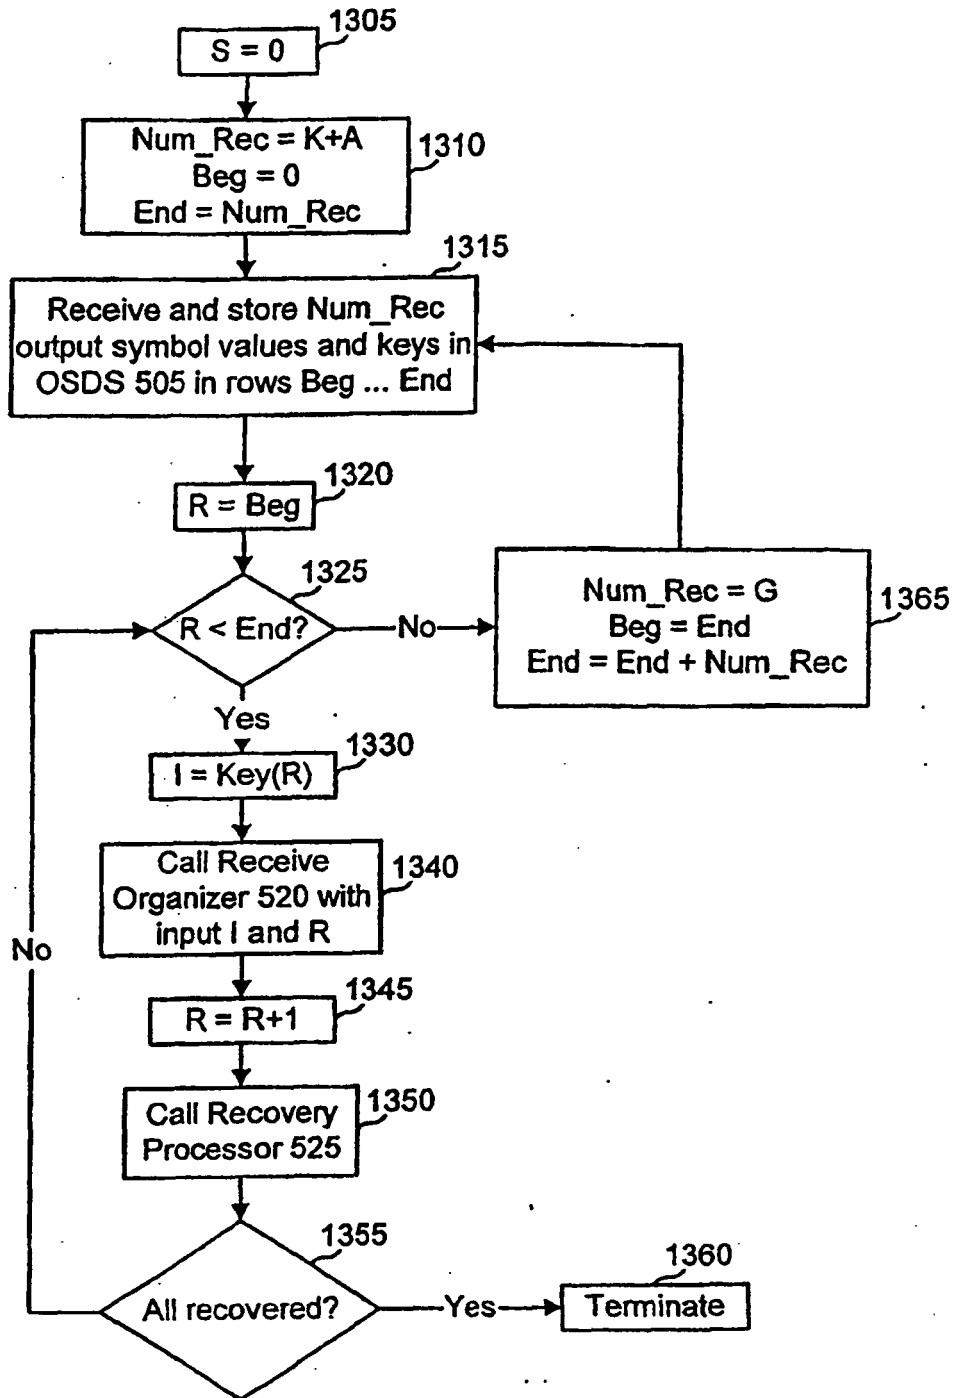 1305
S = 0
Num_Rec = K+A
Beg = 0
End = Num_Rec
1310
1315
Receive and store Num_Rec
output symbol values and keys in
OSDS 505 in rows Beg ... End
1320
R = Beg
1325
R < End?
No
Num_Rec = G
Beg = End
End = End + Num_Rec
1365
Yes
1330
I = Key(R)
Call Receive
Organizer 520 with
input I and R
1340
No
1345
R = R+1
Call Recovery
Processor 525
1350
1355
All recovered?
Yes
1360
Terminate